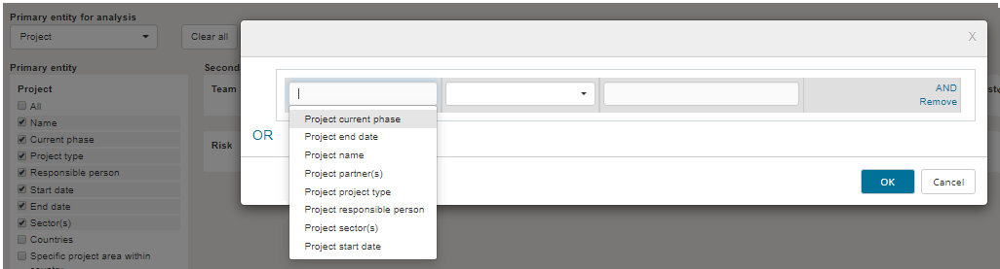 Primary entity for analysis
Project
Clear all
X
Primary entity
Project
All
Name
Current phase
Project type
Responsible person
Start date
End date
Sector(s)
Countries
Specific project area within
Second
Team
Risk
AND
Remove
OR
Project current phase
Project end date
Project name
Project partner(s)
Project project type
Project responsible person
Project sector(s)
Project start date
OK
Cancel